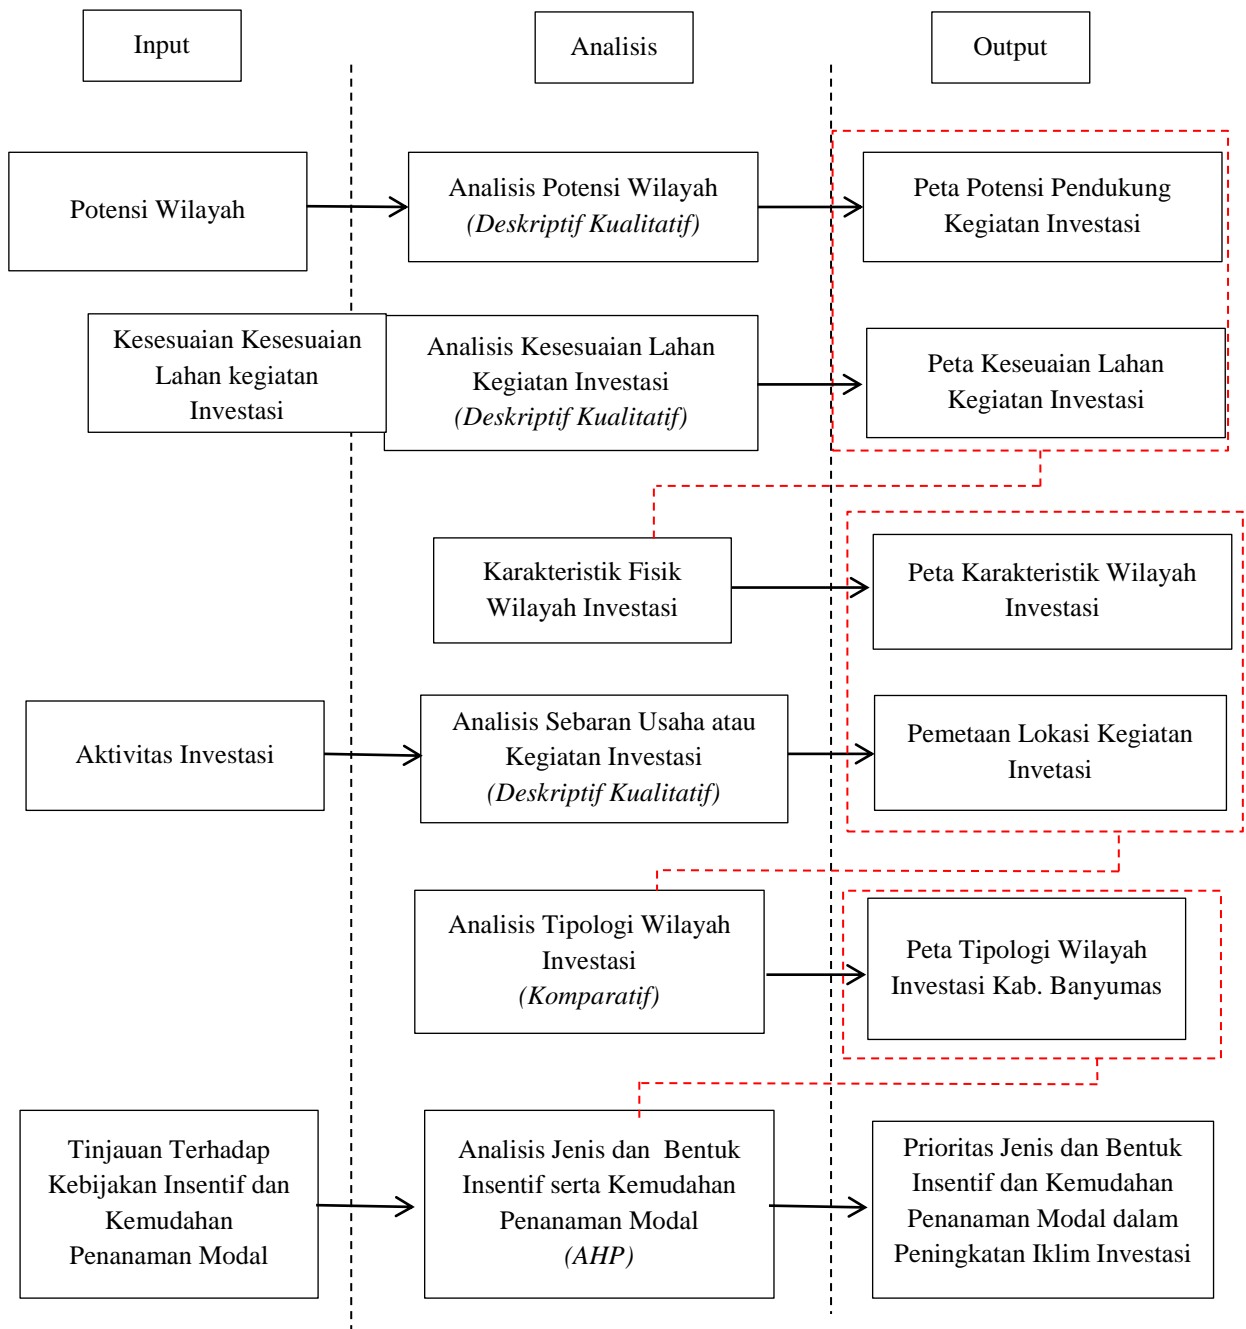 Input
Analisis
Output
Potensi Wilayah
Analisis Potensi Wilayah
(Deskriptif Kualitatif)
Peta Potensi Pendukung
Kegiatan Investasi
Kesesuaian Kesesuaian
Lahan kegiatan
Investasi
Analisis Kesesuaian Lahan
Kegiatan Investasi
(Deskriptif Kualitatif)
Peta Keseuaian Lahan
Kegiatan Investasi
Karakteristik Fisik
Wilayah Investasi
Peta Karakteristik Wilayah
Investasi
Aktivitas Investasi
Analisis Sebaran Usaha atau
Kegiatan Investasi
(Deskriptif Kualitatif)
Pemetaan Lokasi Kegiatan
Invetasi
Analisis Tipologi Wilayah
Investasi
(Komparatif)
Peta Tipologi Wilayah
Investasi Kab. Banyumas
Tinjauan Terhadap
Kebijakan Insentif dan
Kemudahan
Penanaman Modal
Analisis Jenis dan Bentuk
Insentif serta Kemudahan
Penanaman Modal
(AHP)
Prioritas Jenis dan Bentuk
Insentif dan Kemudahan
Penanaman Modal dalam
Peningkatan Iklim Investasi